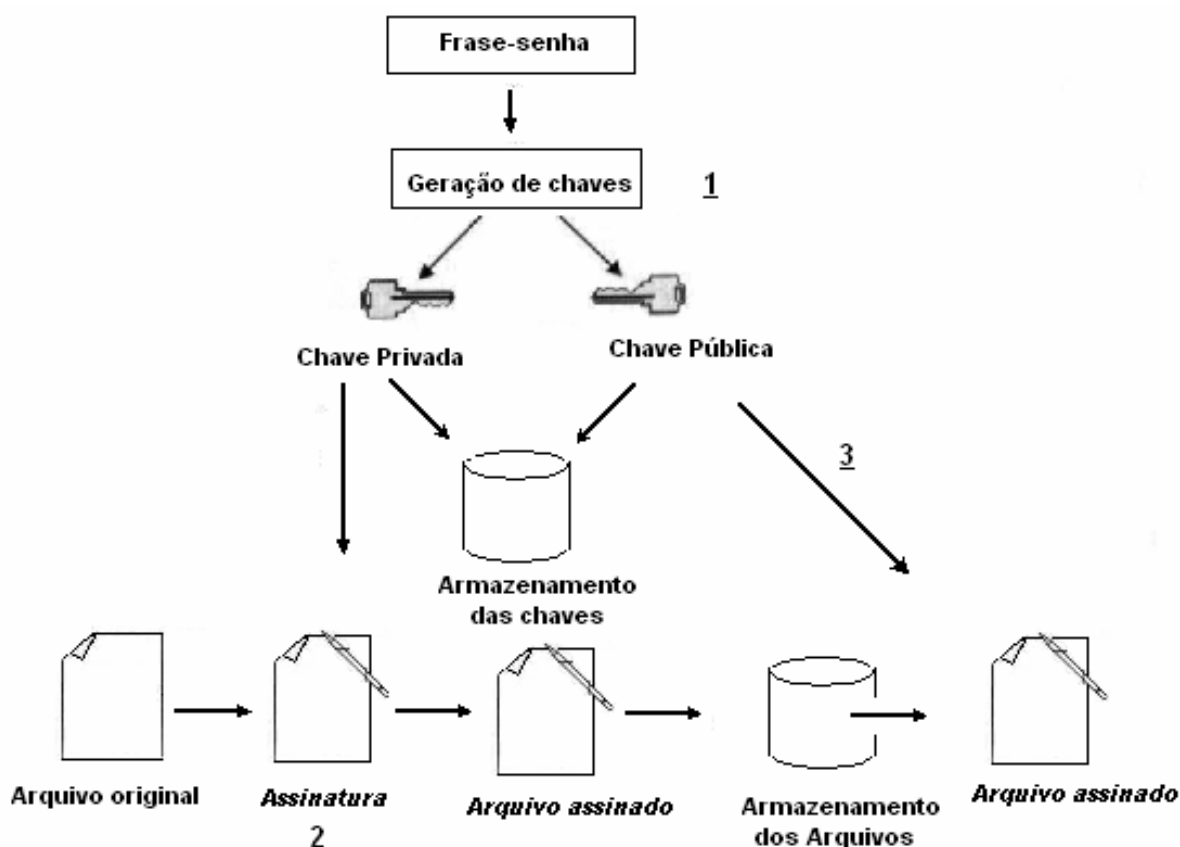 Frase-senha
Geração de chaves
1
Chave Privada
Chave Pública
3
Armazenamento
das chaves
Arquivo original
Assinatura
2
Arquivo assinado
Armazenamento
dos Arquivos
Arquivo assinado